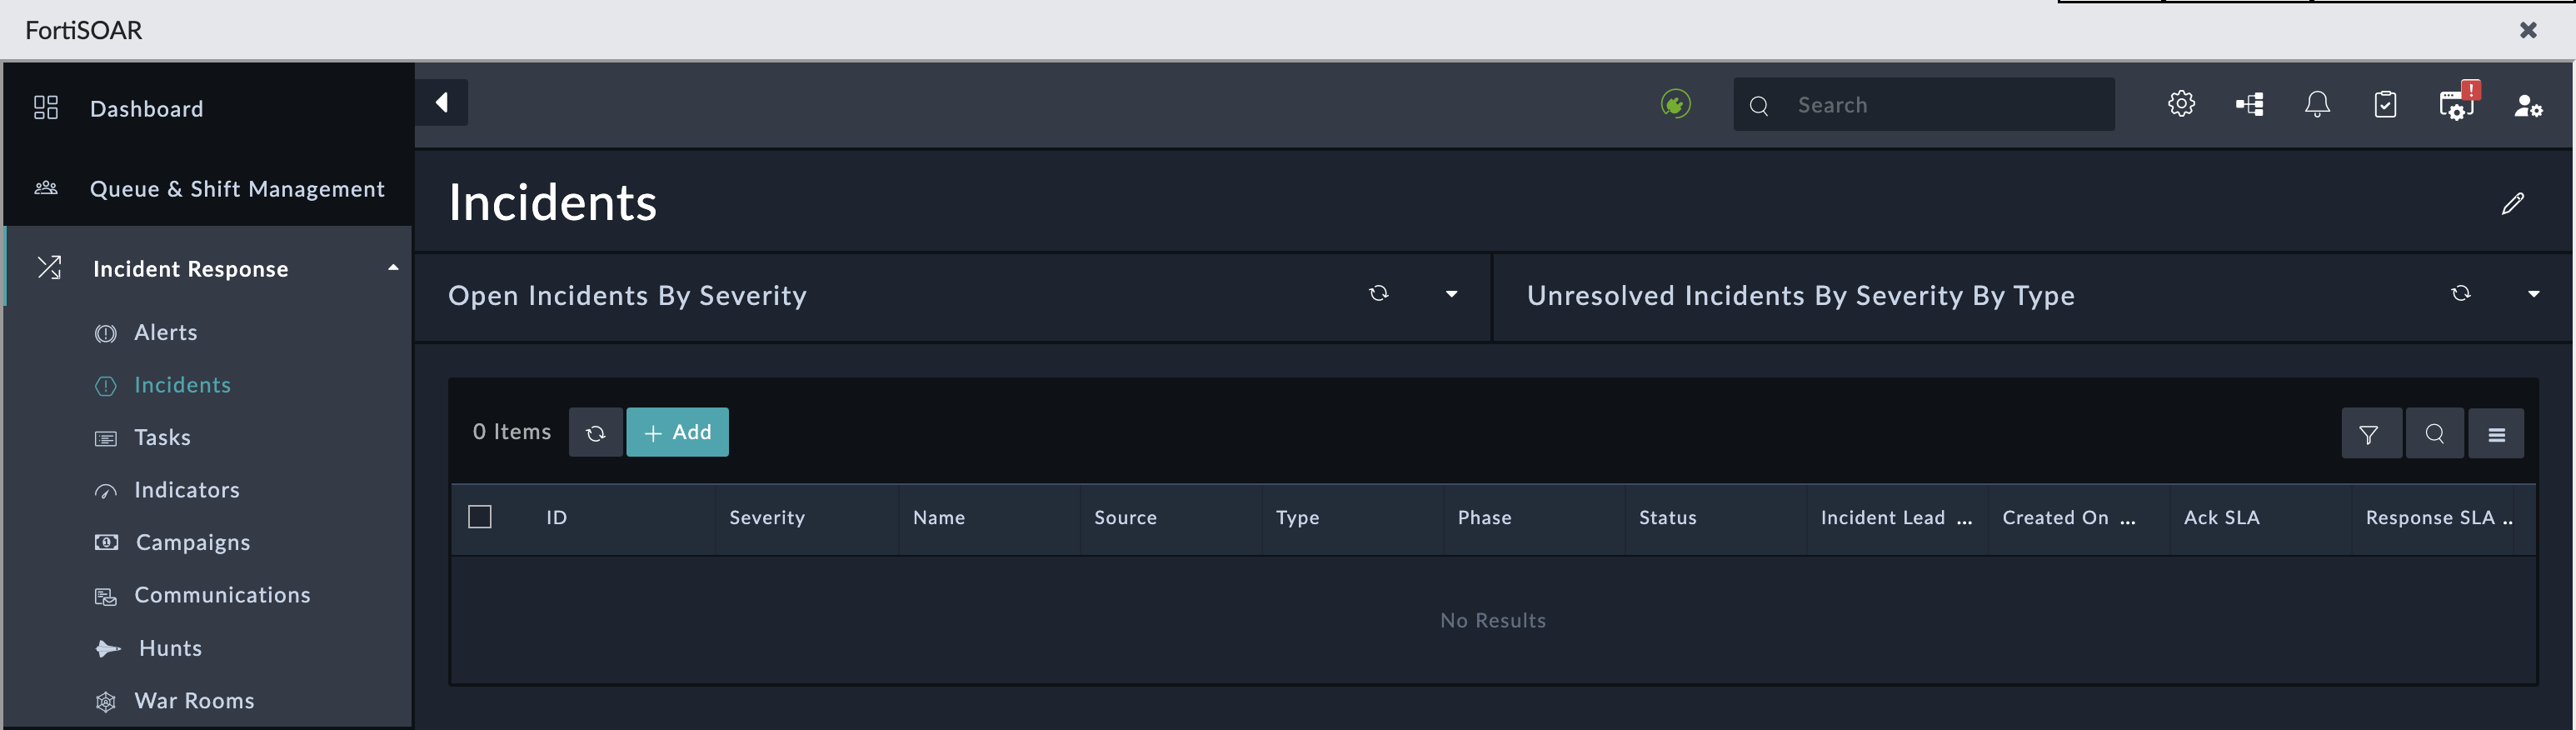 FortiSOAR
Dashboard
Search
Queue & Shift Management
Incidents
Incident Response
Open Incidents By Severity
Unresolved Incidents By Severity By Type
Alerts
Incidents
Tasks
Indicators
Campaigns
Communications
Hunts
War Rooms
0 Items + Add
ID Severity Name Source Type Phase Status Incident Lead ... Created On ... Ack SLA Response SLA ..
No Results